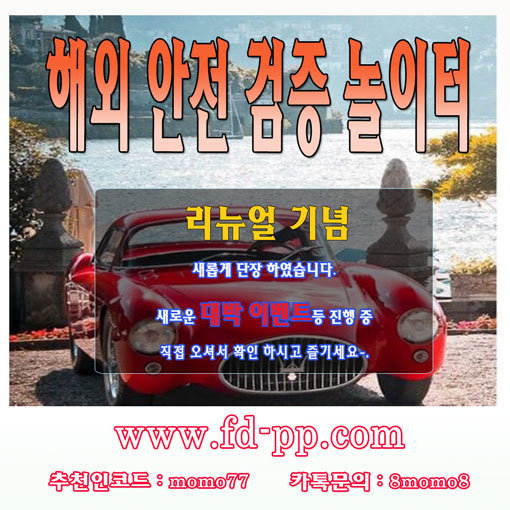 해외 안전 검증 놀이터
리뉴얼 기념
새롭게 단장 하였습니다.
새로운 대박 이벤트등 진행 중
직접 오셔서 확인 하시고 즐기세요~.
www.fd-pp.com
추천인코드 : momo77 카톡문의 : 8momo8